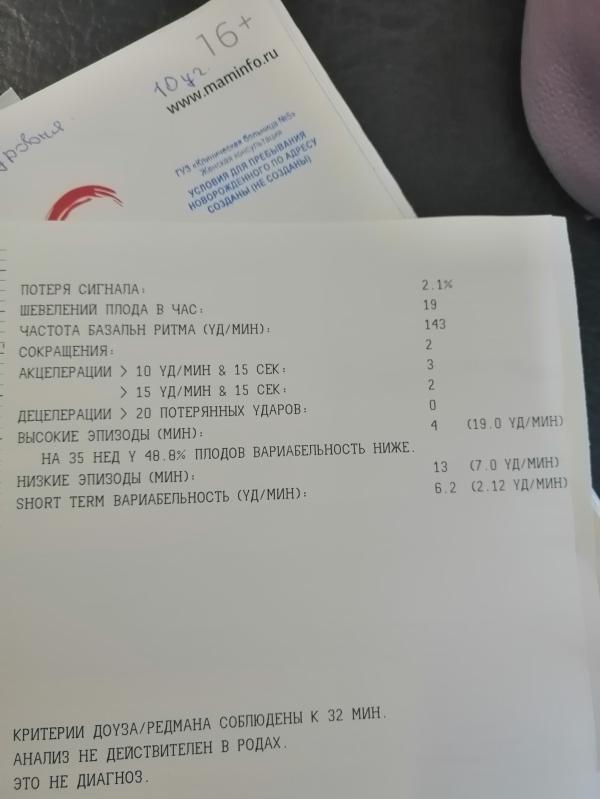 16+
10 уг.
www.maminfo.ru
ГУЗ «Клиническая больница №5»
Женская консультация
УСЛОВИЯ ДЛЯ ПРЕБЫВАНИЯ
НОВОРОЖДЕННОГО ПО АДРЕСУ
СОЗДАНЫ (НЕ СОЗДАНЫ)
ПОТЕРЯ СИГНАЛА: 2.1%
ШЕВЕЛЕНИЙ ПЛОДА В ЧАС: 19
ЧАСТОТА БАЗАЛЬН РИТМА (УД/МИН): 143
СОКРАЩЕНИЯ: 2
АКЦЕЛЕРАЦИИ > 10 УД/МИН & 15 СЕК: 3
> 15 УД/МИН & 15 СЕК: 2
ДЕЦЕЛЕРАЦИИ > 20 ПОТЕРЯННЫХ УДАРОВ: 0
ВЫСОКИЕ ЭПИЗОДЫ (МИН): 4 (19.0 УД/МИН)
НА 35 НЕД У 48.8% ПЛОДОВ ВАРИАБЕЛЬНОСТЬ НИЖЕ.
НИЗКИЕ ЭПИЗОДЫ (МИН): 13 (7.0 УД/МИН)
SHORT TERM ВАРИАБЕЛЬНОСТЬ (УД/МИН): 6.2 (2.12 УД/МИН)
КРИТЕРИИ ДОУЗА/РЕДМАНА СОБЛЮДЕНЫ К 32 МИН.
АНАЛИЗ НЕ ДЕЙСТВИТЕЛЕН В РОДАХ.
ЭТО НЕ ДИАГНОЗ.